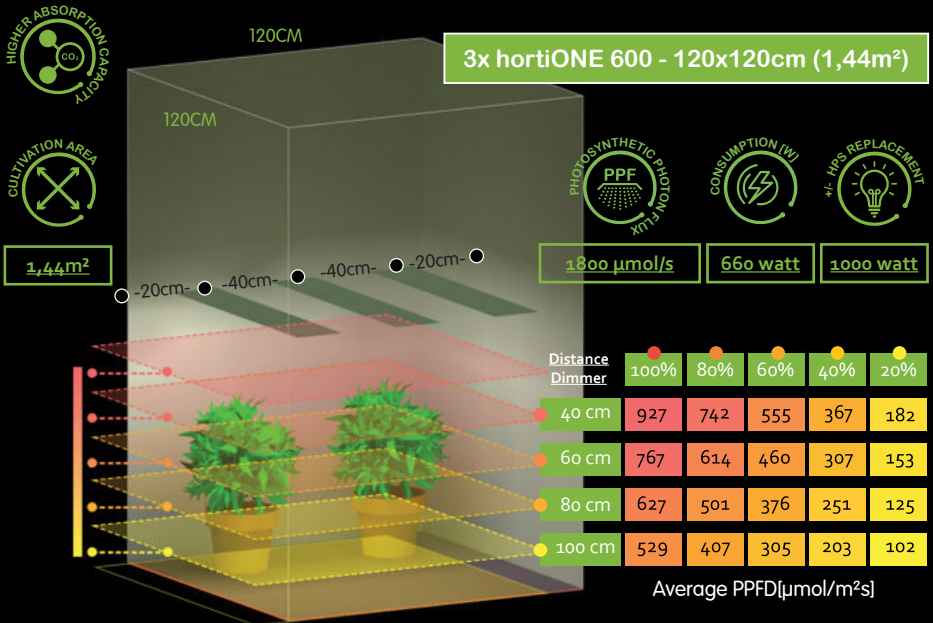 HIGHER ABSORPTION CAPACITY
CO₂
120CM
3x hortiONE 600 - 120x120cm (1,44m²)
120CM
CULTIVATION AREA
1,44m²
PHOTOSYNTHETIC PHOTON FLUX
PPF
CONSUMPTION [W]
+/- HPS REPLACEMENT
1800 µmol/s
660 watt
1000 watt
-20cm-
-40cm-
-40cm-
-20cm-
Distance
Dimmer
100% 80% 60% 40% 20%
40 cm 927 742 555 367 182
60 cm 767 614 460 307 153
80 cm 627 501 376 251 125
100 cm 529 407 305 203 102
Average PPFD[µmol/m²s]